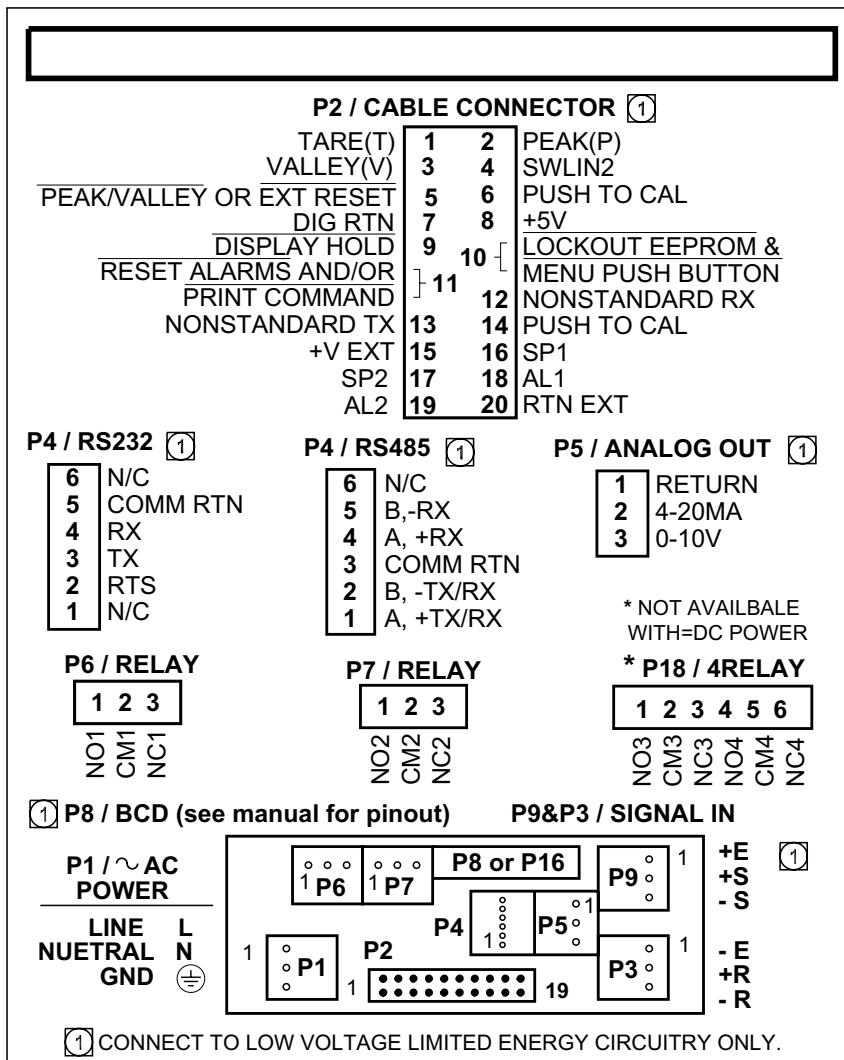 P2 / CABLE CONNECTOR 1
TARE(T) 1 2 PEAK(P)
VALLEY(V) 3 4 SWLIN2
PEAK/VALLEY OR EXT RESET 5 6 PUSH TO CAL
DIG RTN 7 8 +5V
DISPLAY HOLD 9 10 LOCKOUT EEPROM &
MENU PUSH BUTTON
RESET ALARMS AND/OR
PRINT COMMAND 11
12 NONSTANDARD RX
NONSTANDARD TX 13 14 PUSH TO CAL
+V EXT 15 16 SP1
SP2 17 18 AL1
AL2 19 20 RTN EXT
P4 / RS232 1
6 N/C
5 COMM RTN
4 RX
3 TX
2 RTS
1 N/C
P4 / RS485 1
6 N/C
5 B,-RX
4 A, +RX
3 COMM RTN
2 B, -TX/RX
1 A, +TX/RX
P5 / ANALOG OUT 1
1 RETURN
2 4-20MA
3 0-10V
* NOT AVAILBALE
WITH=DC POWER
P6 / RELAY
1 2 3
NO1 CM1 NC1
P7 / RELAY
1 2 3
NO2 CM2 NC2
* P18 / 4RELAY
1 2 3 4 5 6
NO3 CM3 NC3 NO4 CM4 NC4
1 P8 / BCD (see manual for pinout)
P9&P3 / SIGNAL IN
P1 / ~ AC
POWER
LINE L
NUETRAL N
GND
1 P6
1 P7
P8 or P16
P9 1
P4 1
P5 1
1 P1
P2
1 19
P3 1
+E 1
+S
- S
- E
+R
- R
1 CONNECT TO LOW VOLTAGE LIMITED ENERGY CIRCUITRY ONLY.